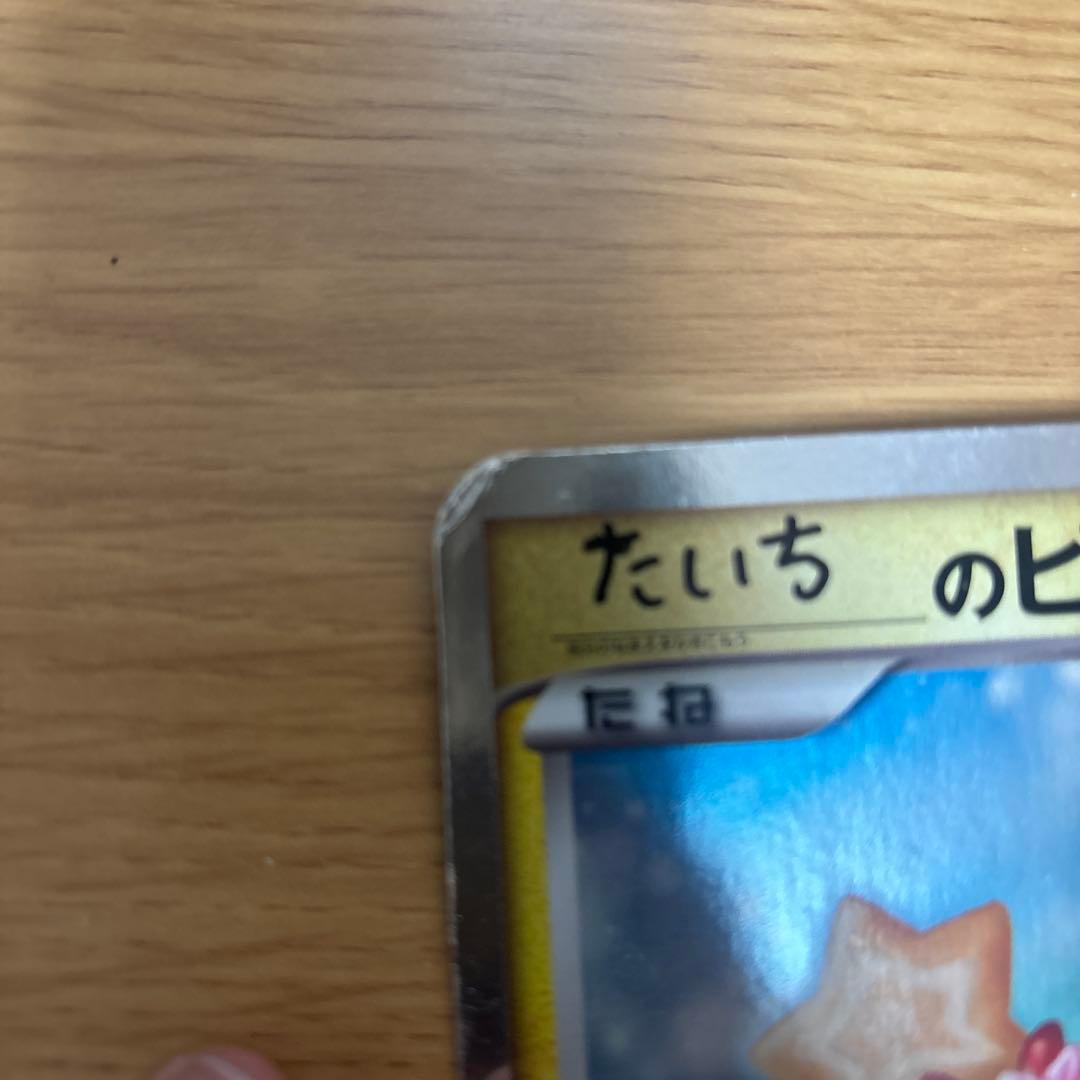 たいち のピ
たね